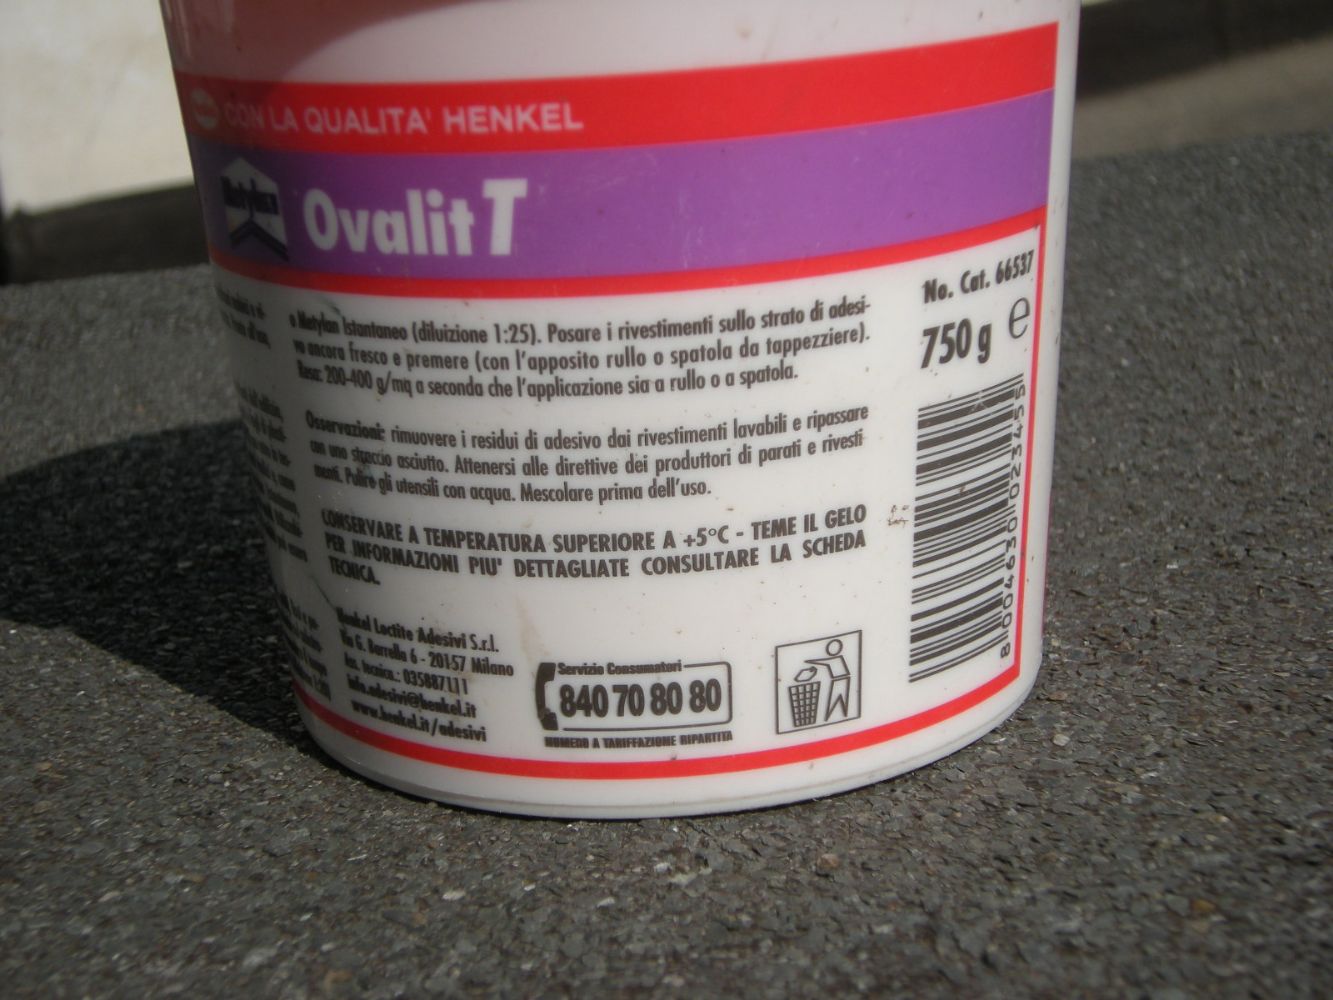 CON LA QUALITA' HENKEL
Metylan
Ovalit T
No. Cat. 66537
750 g e
o Metylan Istantaneo (diluizione 1:25). Posare i rivestimenti sullo strato di adesi-
vo ancora fresco e premere (con l'apposito rullo o spatola da tappezziere).
Resa: 200-400 g/mq a seconda che l'applicazione sia a rullo o a spatola.
Osservazioni: rimuovere i residui di adesivo dai rivestimenti lavabili e ripassare
con uno straccio asciutto. Attenersi alle direttive dei produttori di parati e rivesti
menti. Pulire gli utensili con acqua. Mescolare prima dell'uso.
CONSERVARE A TEMPERATURA SUPERIORE A +5°C - TEME IL GELO
PER INFORMAZIONI PIU' DETTAGLIATE CONSULTARE LA SCHEDA
TECNICA.
Henkel Loctite Adesivi S.r.l.
Via G. Barrella 6 - 20157 Milano
Ass. tecnica.: 035887111
info.adesivi@henkel.it
www.henkel.it/adesivi
Servizio Consumatori
840 70 80 80
NUMERO A TARIFFAZIONE RIPARTITA
8 004630 023455